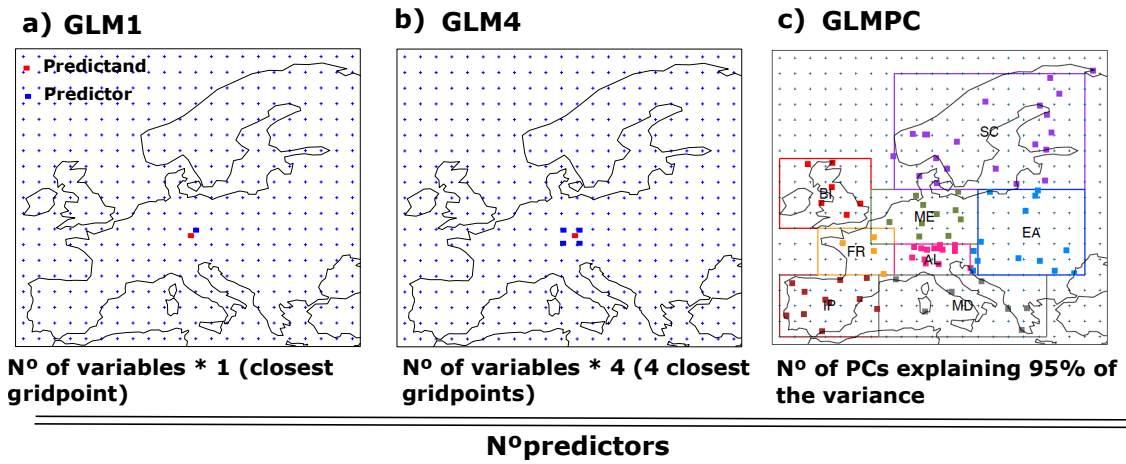 a) GLM1
b) GLM4
c) GLMPC
Predictand
Predictor
SC
BI
ME
EA
FR
AL
IP
MD
Nº of variables * 1 (closest
gridpoint)
Nº of variables * 4 (4 closest
gridpoints)
Nº of PCs explaining 95% of
the variance
Nºpredictors